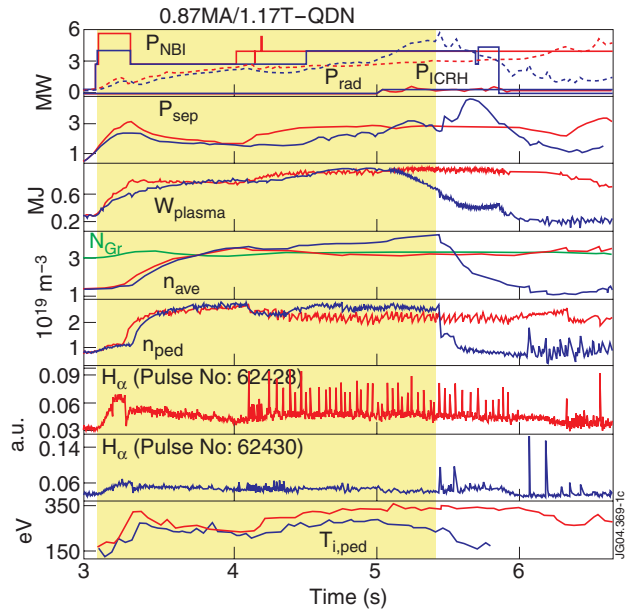 0.87MA/1.17T-QDN
6
4
2
0
MW
P_NBI
P_rad
P_ICRH
3
1
P_sep
0.6
0.2
MJ
W_plasma
N_Gr
3
1
n_ave
10^19 m-3
2
1
n_ped
0.09
0.06
0.03
H_α (Pulse No: 62428)
a.u.
0.14
0.06
H_α (Pulse No: 62430)
350
150
eV
T_i,ped
3
4
5
6
Time (s)
JG04.369-1c